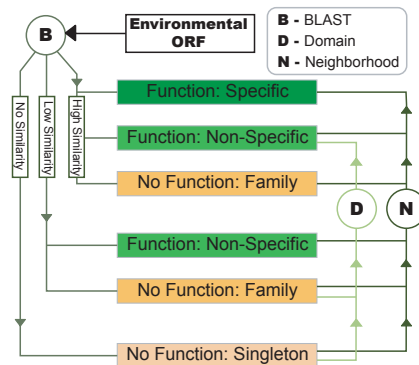 B
Environmental
ORF
B - BLAST
D - Domain
N - Neighborhood
No Similarity
Low Similarity
High Similarity
Function: Specific
Function: Non-Specific
No Function: Family
D
N
Function: Non-Specific
No Function: Family
No Function: Singleton